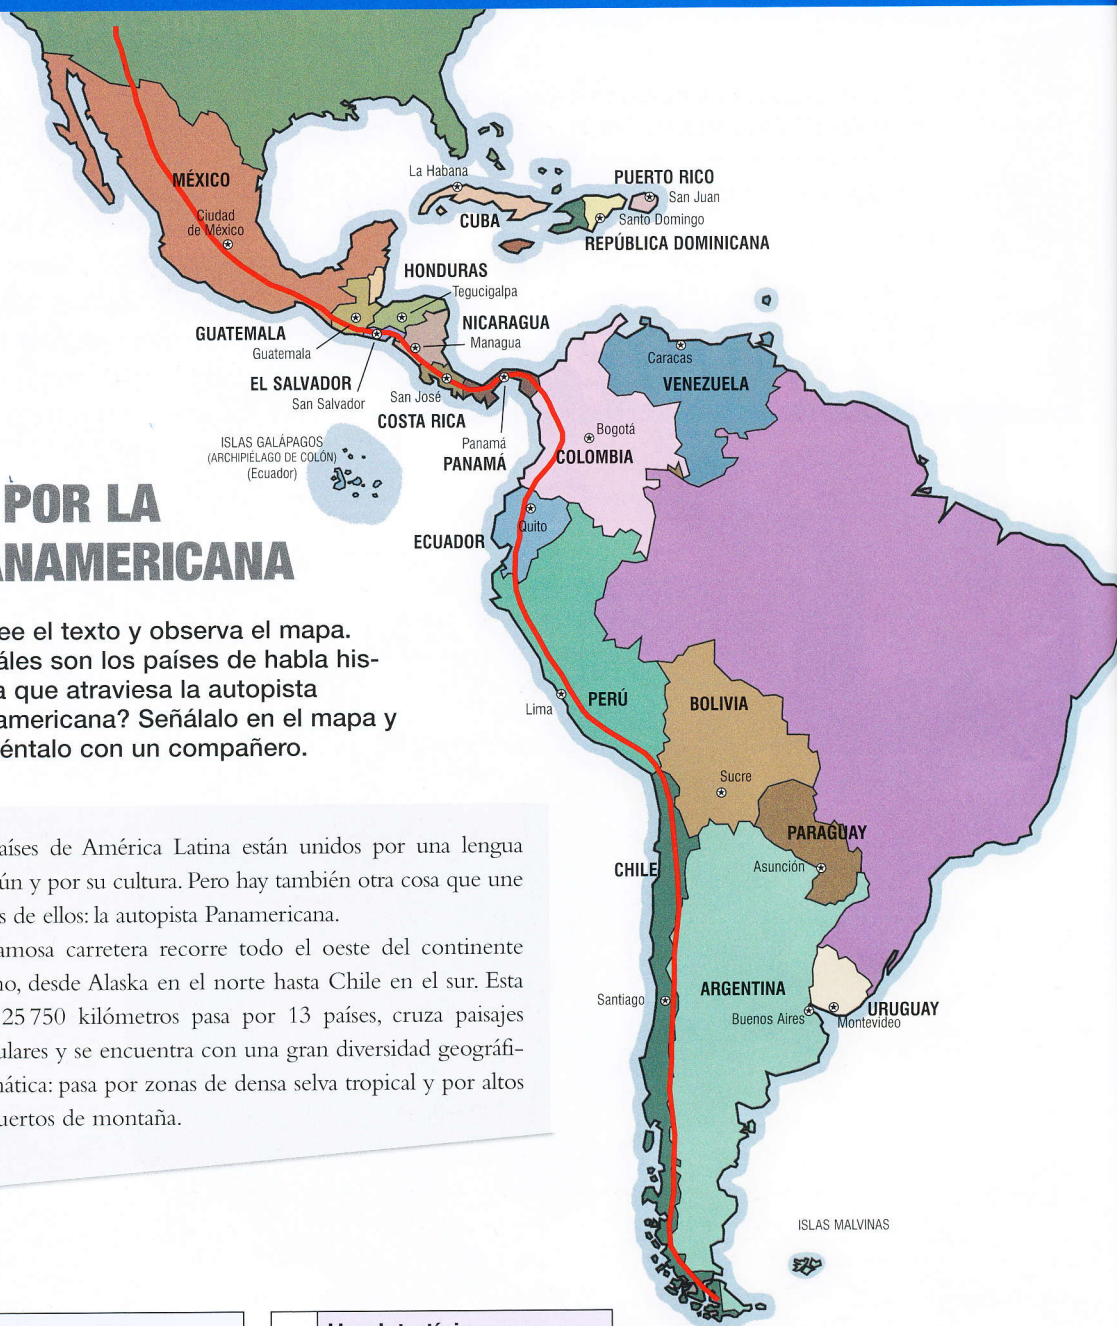 MÉXICO
Ciudad
de México
La Habana
CUBA
PUERTO RICO
San Juan
Santo Domingo
REPÚBLICA DOMINICANA
HONDURAS
Tegucigalpa
GUATEMALA
Guatemala
NICARAGUA
Managua
EL SALVADOR
San Salvador
San José
COSTA RICA
Panamá
PANAMÁ
Caracas
VENEZUELA
Bogotá
COLOMBIA
ISLAS GALÁPAGOS
(ARCHIPIÉLAGO DE COLÓN)
(Ecuador)
Quito
ECUADOR
POR LA
ANAMERICANA
ee el texto y observa el mapa.
áles son los países de habla his-
a que atraviesa la autopista
americana? Señálalo en el mapa y
éntalo con un compañero.
PERÚ
Lima
BOLIVIA
Sucre
PARAGUAY
Asunción
CHILE
Santiago
ARGENTINA
Buenos Aires
URUGUAY
Montevideo
ISLAS MALVINAS
aíses de América Latina están unidos por una lengua
ún y por su cultura. Pero hay también otra cosa que une
s de ellos: la autopista Panamericana.
amosa carretera recorre todo el oeste del continente
no, desde Alaska en el norte hasta Chile en el sur. Esta
25 750 kilómetros pasa por 13 países, cruza paisajes
ulares y se encuentra con una gran diversidad geográfi-
nática: pasa por zonas de densa selva tropical y por altos
uertos de montaña.